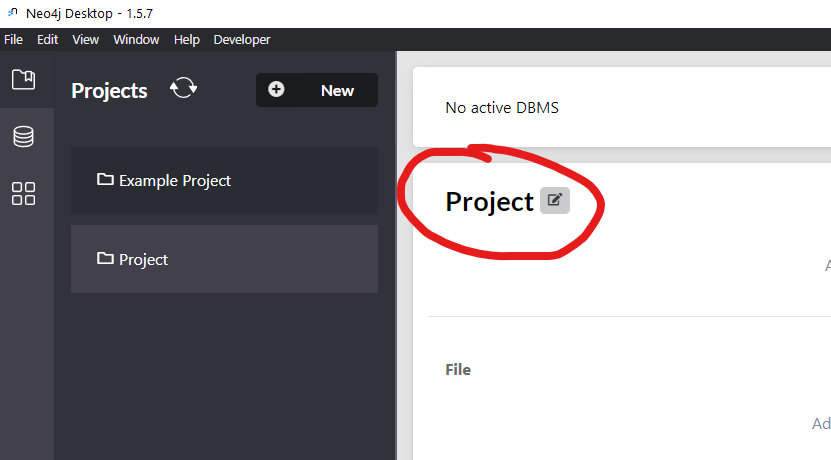 Neo4j Desktop - 1.5.7
File Edit View Window Help Developer
Projects
New
Example Project
Project
No active DBMS
Project
A
File
Ad